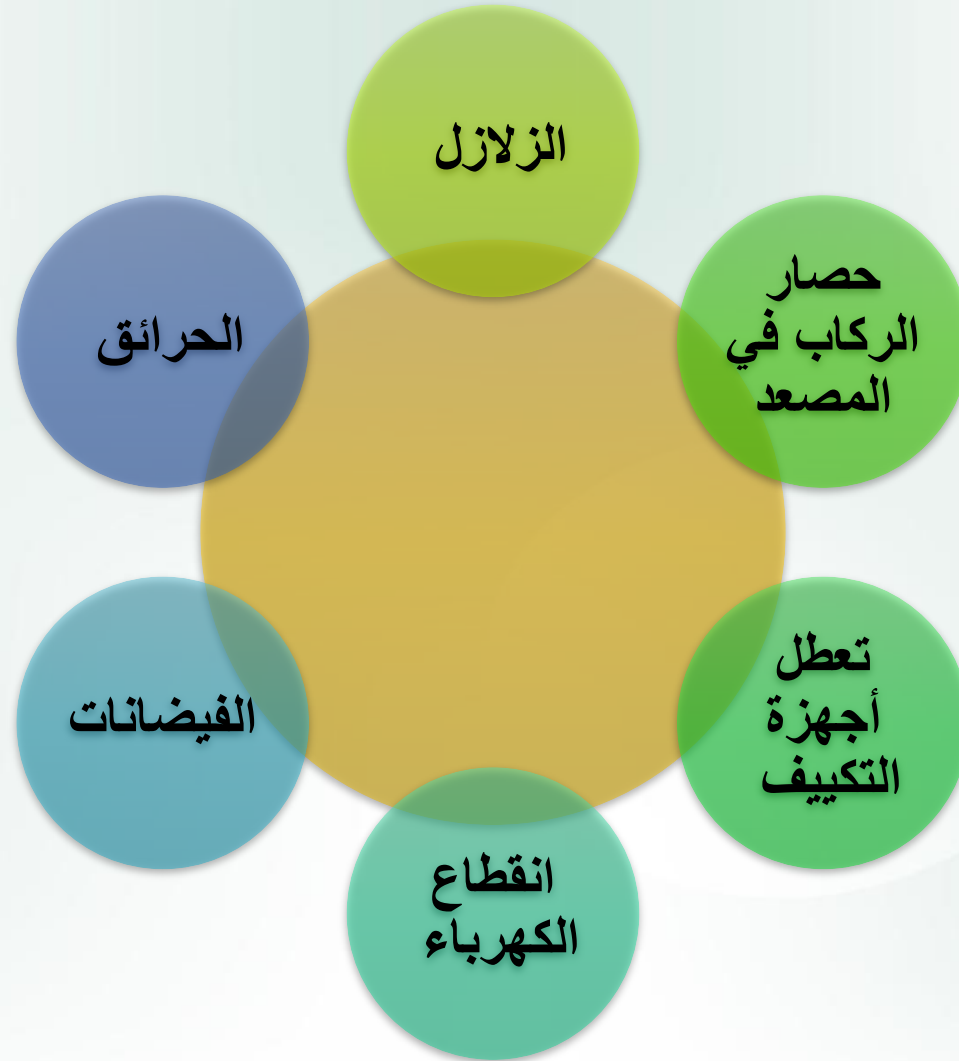 الزلازل
حصار
الركاب في
المصعد
تعطل
أجهزة
التكييف
انقطاع
الكهرباء
الفيضانات
الحرائق